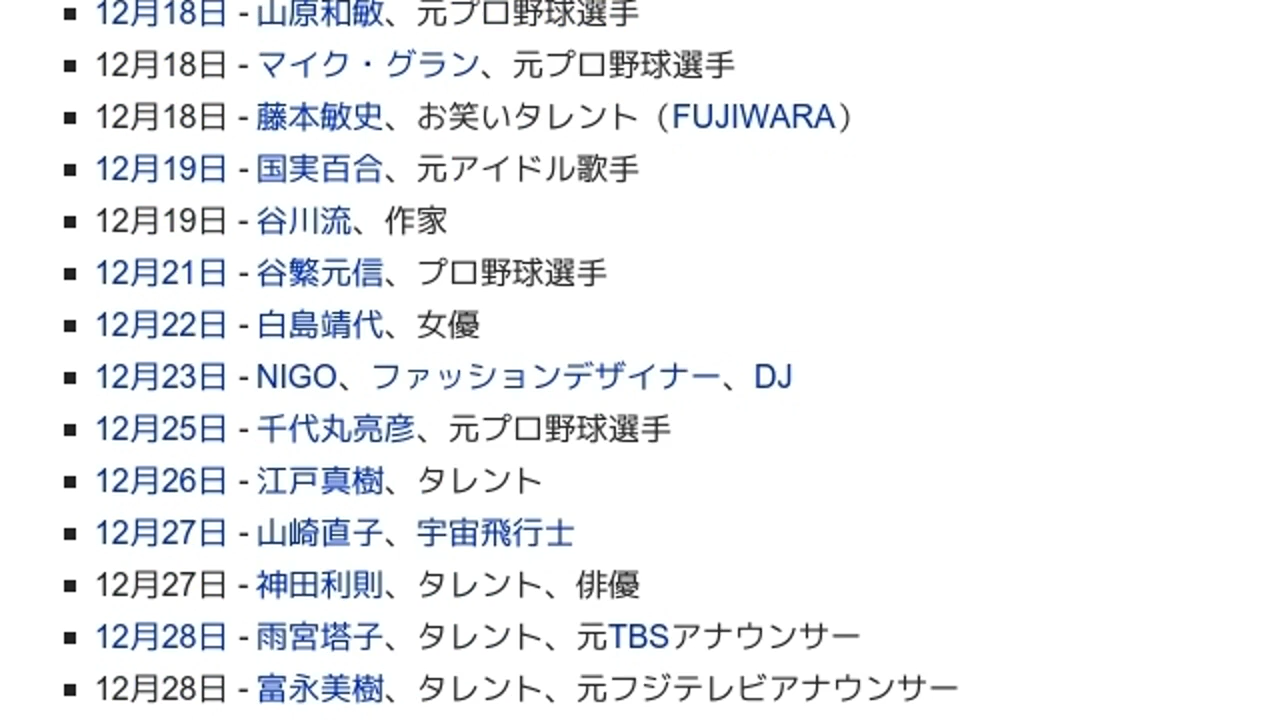 12月18日 - 山原和敏、元プロ野球選手
12月18日 - マイク・グラン、元プロ野球選手
12月18日 - 藤本敏史、お笑いタレント（FUJIWARA）
12月19日 - 国実百合、元アイドル歌手
12月19日 - 谷川流、作家
12月21日 - 谷繁元信、プロ野球選手
12月22日 - 白島靖代、女優
12月23日 - NIGO、ファッションデザイナー、DJ
12月25日 - 千代丸亮彦、元プロ野球選手
12月26日 - 江戸真樹、タレント
12月27日 - 山崎直子、宇宙飛行士
12月27日 - 神田利則、タレント、俳優
12月28日 - 雨宮塔子、タレント、元TBSアナウンサー
12月28日 - 富永美樹、タレント、元フジテレビアナウンサー